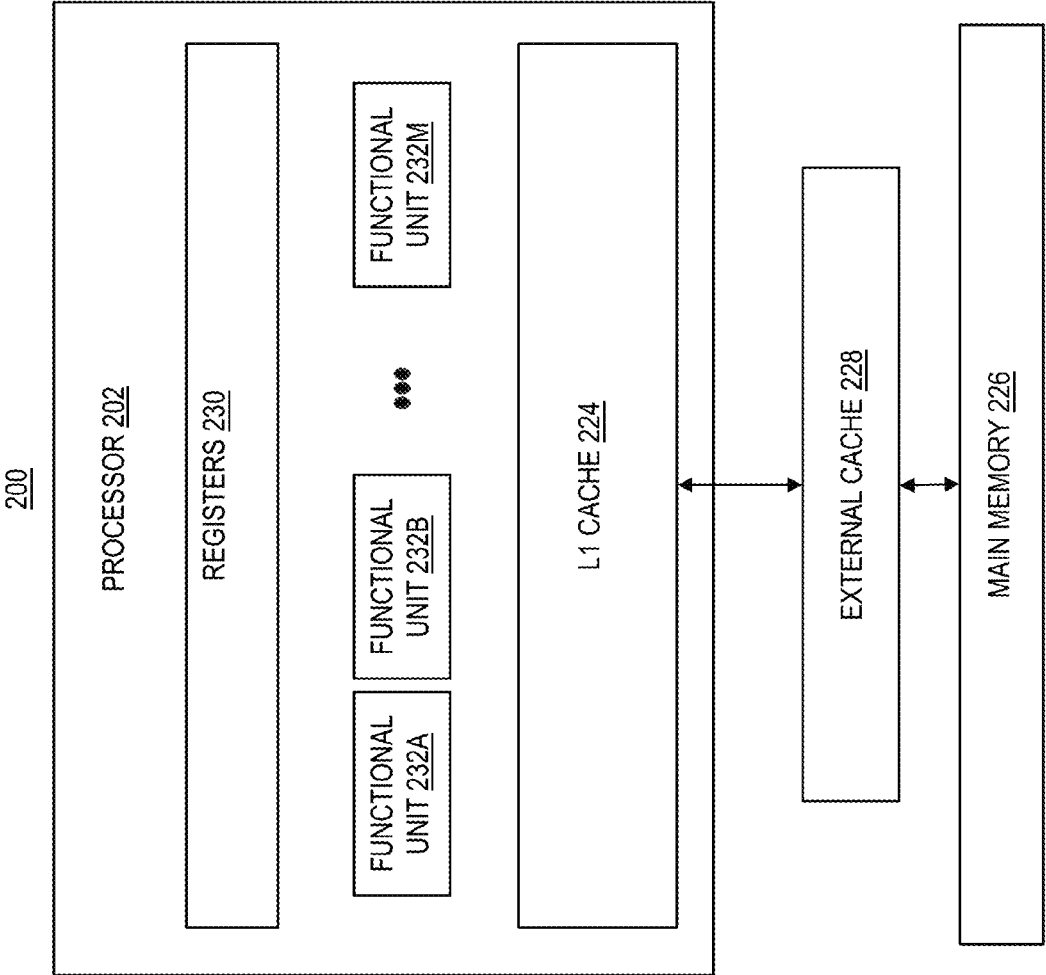 200
PROCESSOR 202
REGISTERS 230
FUNCTIONAL
UNIT 232A
FUNCTIONAL
UNIT 232B
FUNCTIONAL
UNIT 232M
L1 CACHE 224
EXTERNAL CACHE 228
MAIN MEMORY 226